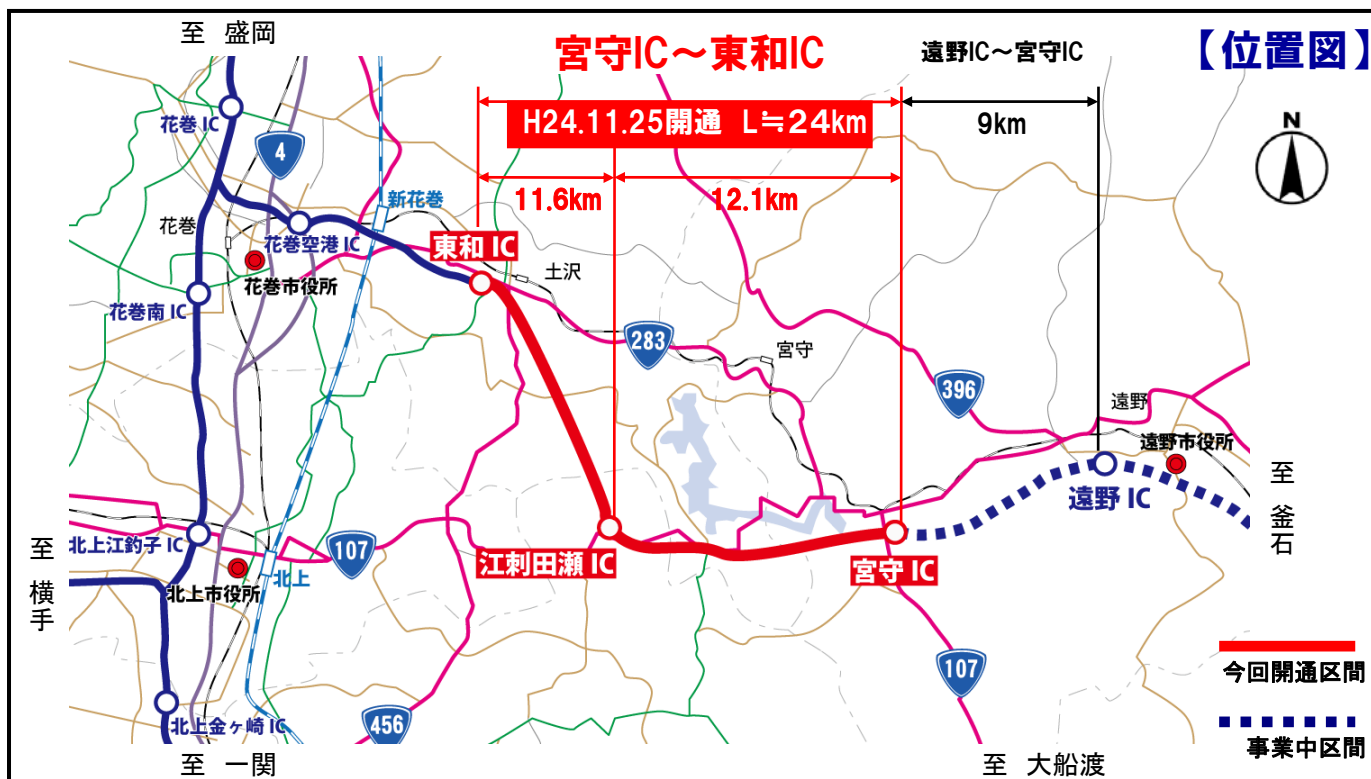 至 盛岡
宮守IC～東和IC
遠野IC～宮守IC
【位置図】
H24.11.25開通 L≒24km
9km
11.6km
12.1km
N
花巻 IC
4
新花巻
花巻
花巻空港 IC
東和 IC
土沢
花巻市役所
花巻南 IC
283
宮守
396
遠野
遠野市役所
遠野 IC
至 釜石
北上江釣子 IC
107
北上
江刺田瀬 IC
宮守 IC
至 横手
北上市役所
107
今回開通区間
北上金ヶ崎 IC
456
事業中区間
至 一関
至 大船渡